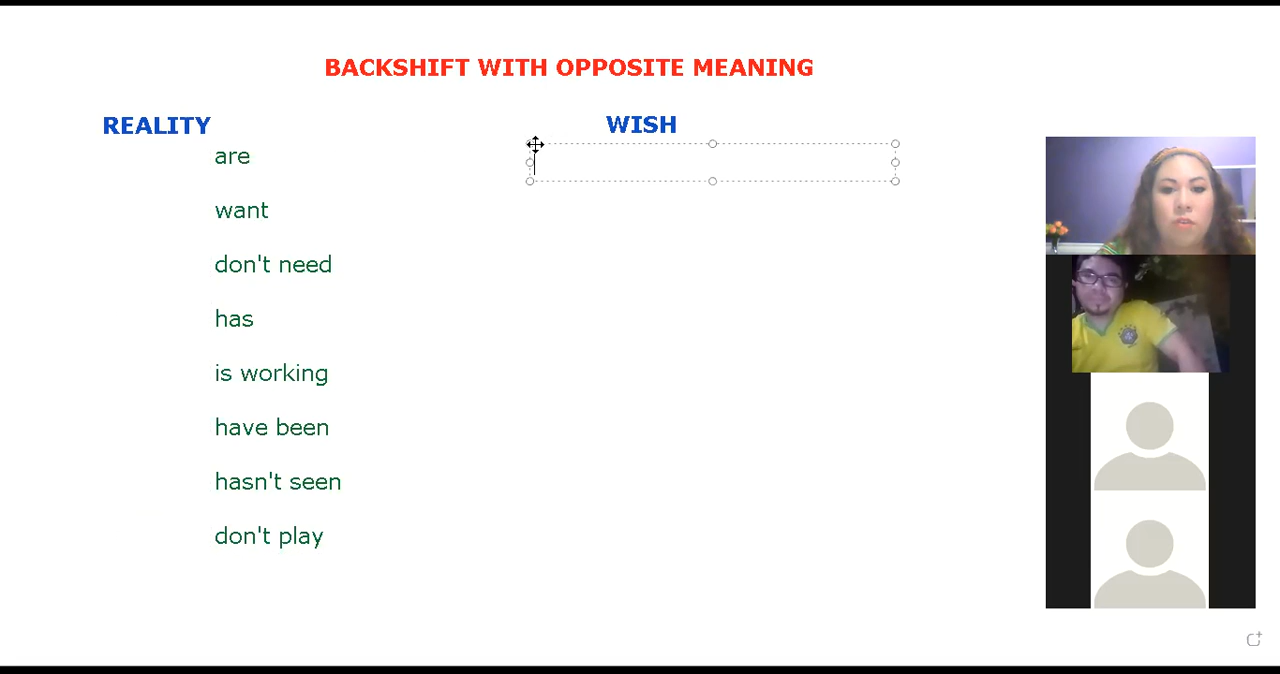 BACKSHIFT WITH OPPOSITE MEANING
REALITY
WISH
are
want
don't need
has
is working
have been
hasn't seen
don't play